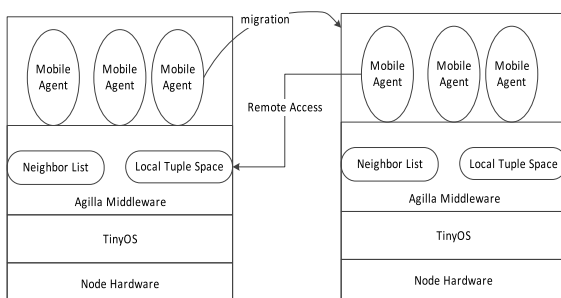 migration
Mobile Agent
Mobile Agent
Mobile Agent
Mobile Agent
Mobile Agent
Mobile Agent
Remote Access
Neighbor List
Local Tuple Space
Neighbor List
Local Tuple Space
Agilla Middleware
Agilla Middleware
TinyOS
TinyOS
Node Hardware
Node Hardware